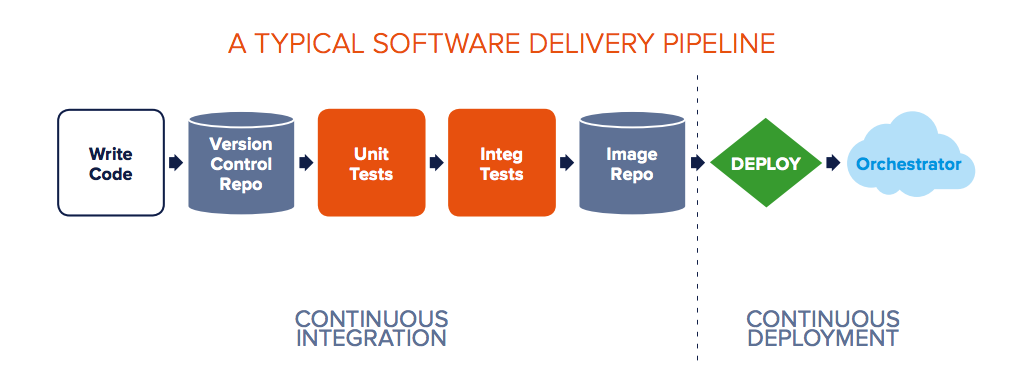 A TYPICAL SOFTWARE DELIVERY PIPELINE
Write
Code
Version
Control
Repo
Unit
Tests
Integ
Tests
Image
Repo
DEPLOY
Orchestrator
CONTINUOUS
INTEGRATION
CONTINUOUS
DEPLOYMENT